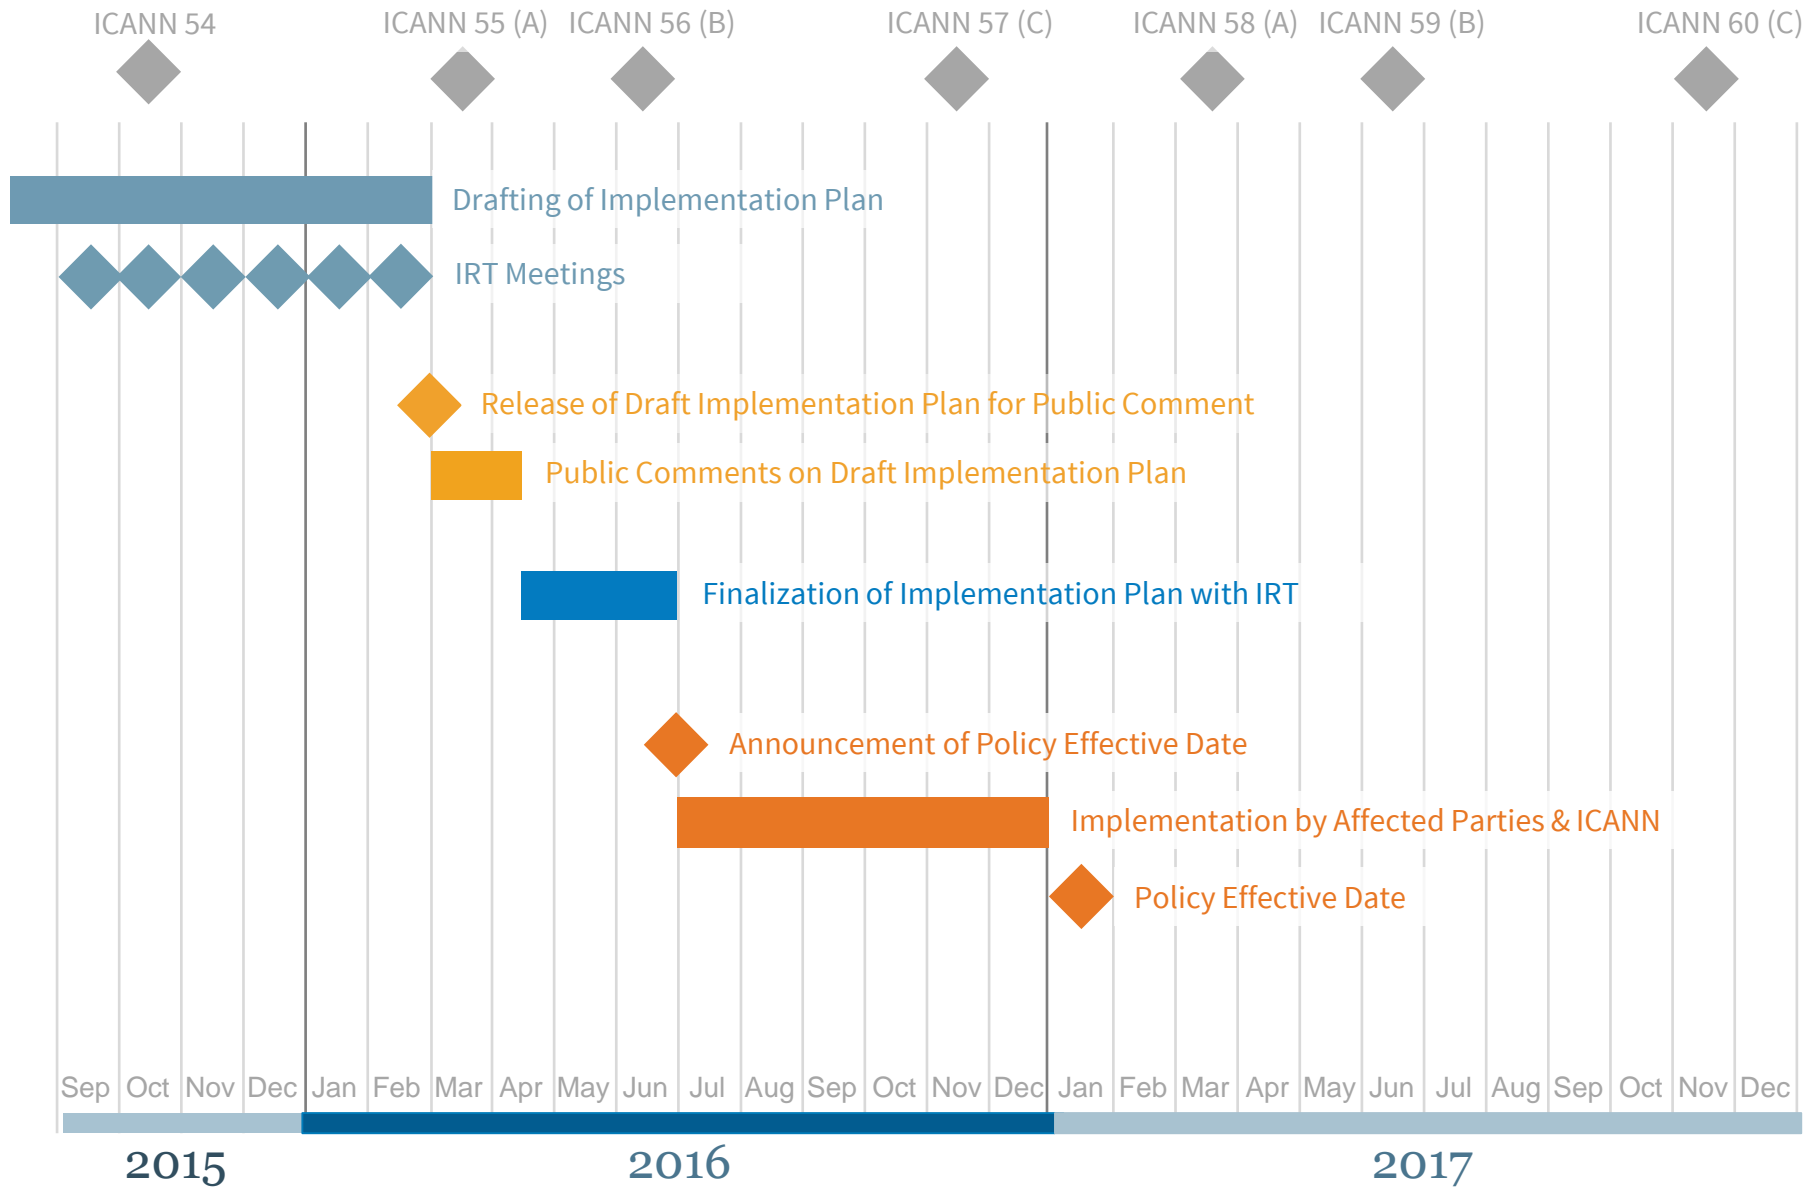 ICANN 54 ICANN 55 (A) ICANN 56 (B) ICANN 57 (C) ICANN 58 (A) ICANN 59 (B) ICANN 60 (C)
Drafting of Implementation Plan
IRT Meetings
Release of Draft Implementation Plan for Public Comment
Public Comments on Draft Implementation Plan
Finalization of Implementation Plan with IRT
Announcement of Policy Effective Date
Implementation by Affected Parties & ICANN
Policy Effective Date
Sep Oct Nov Dec Jan Feb Mar Apr May Jun Jul Aug Sep Oct Nov Dec Jan Feb Mar Apr May Jun Jul Aug Sep Oct Nov Dec
2015 2016 2017